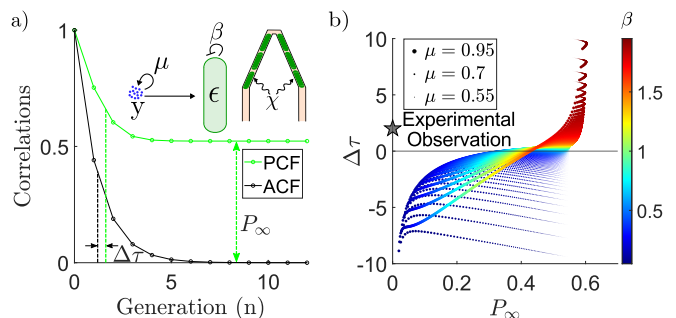 a)
1
0.5
0
Correlations
0
5
10
Generation (n)
μ
y
β
ϵ
χ
PCF
ACF
P∞
Δτ
b)
10
5
0
-5
-10
Δτ
0
0.2
0.4
0.6
P∞
μ = 0.95
μ = 0.7
μ = 0.55
Experimental
Observation
β
1.5
1
0.5